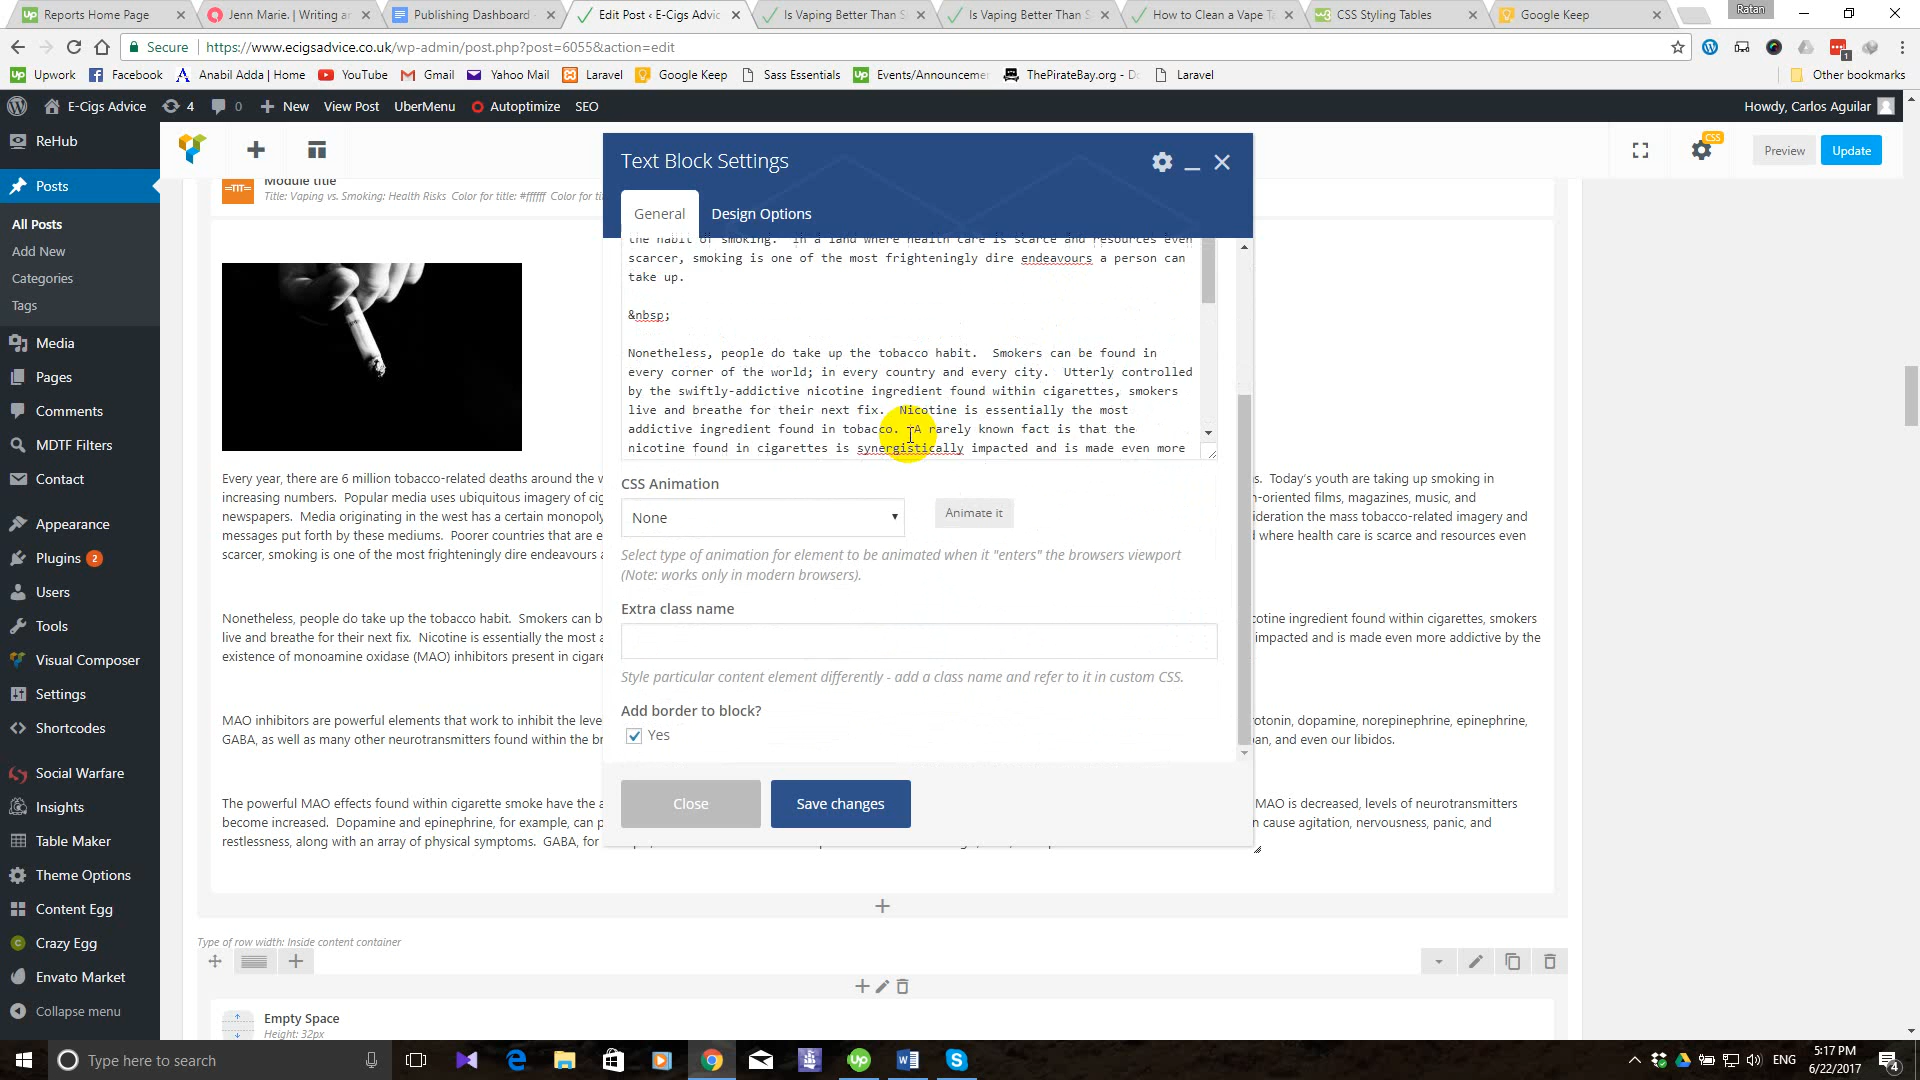 Reports Home Page
Jenn Marie. | Writing a
Publishing Dashboard
Edit Post ‹ E-Cigs Advic
Is Vaping Better Than S
Is Vaping Better Than S
How to Clean a Vape Ta
CSS Styling Tables
Google Keep
Ratan
Secure
https://www.ecigsadvice.co.uk/wp-admin/post.php?post=6055&action=edit
Upwork
Facebook
Anabil Adda | Home
YouTube
Gmail
Yahoo Mail
Laravel
Google Keep
Sass Essentials
Events/Announcemen
ThePirateBay.org - Do
Laravel
Other bookmarks
E-Cigs Advice
4
0
New
View Post
UberMenu
Autoptimize
SEO
Howdy, Carlos Aguilar
ReHub
Posts
All Posts
Add New
Categories
Tags
Media
Pages
Comments
MDTF Filters
Contact
Appearance
Plugins 2
Users
Tools
Visual Composer
Settings
Shortcodes
Social Warfare
Insights
Table Maker
Theme Options
Content Egg
Crazy Egg
Envato Market
Collapse menu
CSS
Preview
Update
Module title
Title: Vaping vs. Smoking: Health Risks Color for title: #ffffff Color for tit
Text Block Settings
General
Design Options
the habit of smoking. In a land where health care is scarce and resources even
scarcer, smoking is one of the most frighteningly dire endeavours a person can
take up.
&nbsp;
Nonetheless, people do take up the tobacco habit. Smokers can be found in
every corner of the world; in every country and every city. Utterly controlled
by the swiftly-addictive nicotine ingredient found within cigarettes, smokers
live and breathe for their next fix. Nicotine is essentially the most
addictive ingredient found in tobacco. A rarely known fact is that the
nicotine found in cigarettes is synergistically impacted and is made even more
CSS Animation
None
Animate it
Select type of animation for element to be animated when it "enters" the browsers viewport
(Note: works only in modern browsers).
Extra class name
Style particular content element differently - add a class name and refer to it in custom CSS.
Add border to block?
Yes
Close
Save changes
Every year, there are 6 million tobacco-related deaths around the w
s. Today's youth are taking up smoking in
increasing numbers. Popular media uses ubiquitous imagery of cig
-oriented films, magazines, music, and
newspapers. Media originating in the west has a certain monopoly
ideration the mass tobacco-related imagery and
messages put forth by these mediums. Poorer countries that are e
d where health care is scarce and resources even
scarcer, smoking is one of the most frighteningly dire endeavours a
Nonetheless, people do take up the tobacco habit. Smokers can b
cotine ingredient found within cigarettes, smokers
live and breathe for their next fix. Nicotine is essentially the most a
impacted and is made even more addictive by the
existence of monoamine oxidase (MAO) inhibitors present in cigare
MAO inhibitors are powerful elements that work to inhibit the leve
rotonin, dopamine, norepinephrine, epinephrine,
GABA, as well as many other neurotransmitters found within the br
an, and even our libidos.
The powerful MAO effects found within cigarette smoke have the a
MAO is decreased, levels of neurotransmitters
become increased. Dopamine and epinephrine, for example, can p
n cause agitation, nervousness, panic, and
restlessness, along with an array of physical symptoms. GABA, for
Type of row width: Inside content container
Empty Space
Height: 32px
Type here to search
ENG
5:17 PM
6/22/2017
4